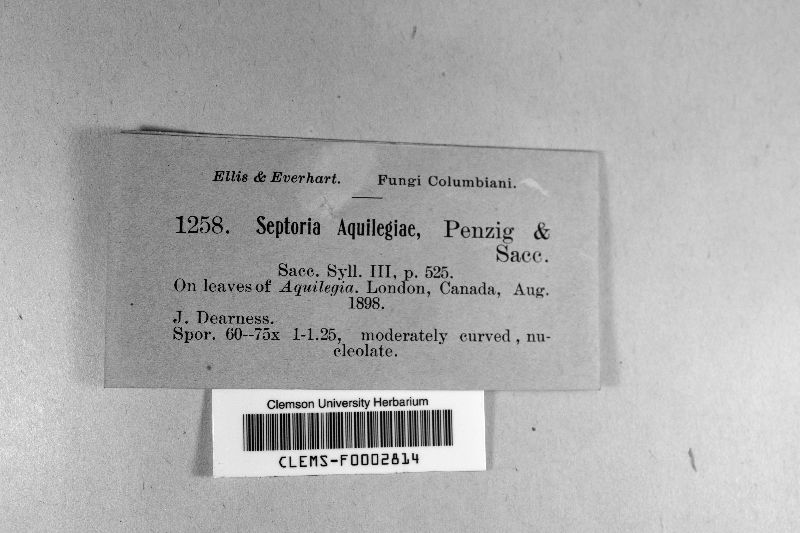 Ellis & Everhart. Fungi Columbiani.
1258. Septoria Aquilegiae, Penzig &
Sacc.
Sacc. Syll. III, p. 525.
On leaves of Aquilegia. London, Canada, Aug.
1898.
J. Dearness.
Spor. 60--75x 1-1.25, moderately curved, nu-
cleolate.
Clemson University Herbarium
CLEMS-F0002814